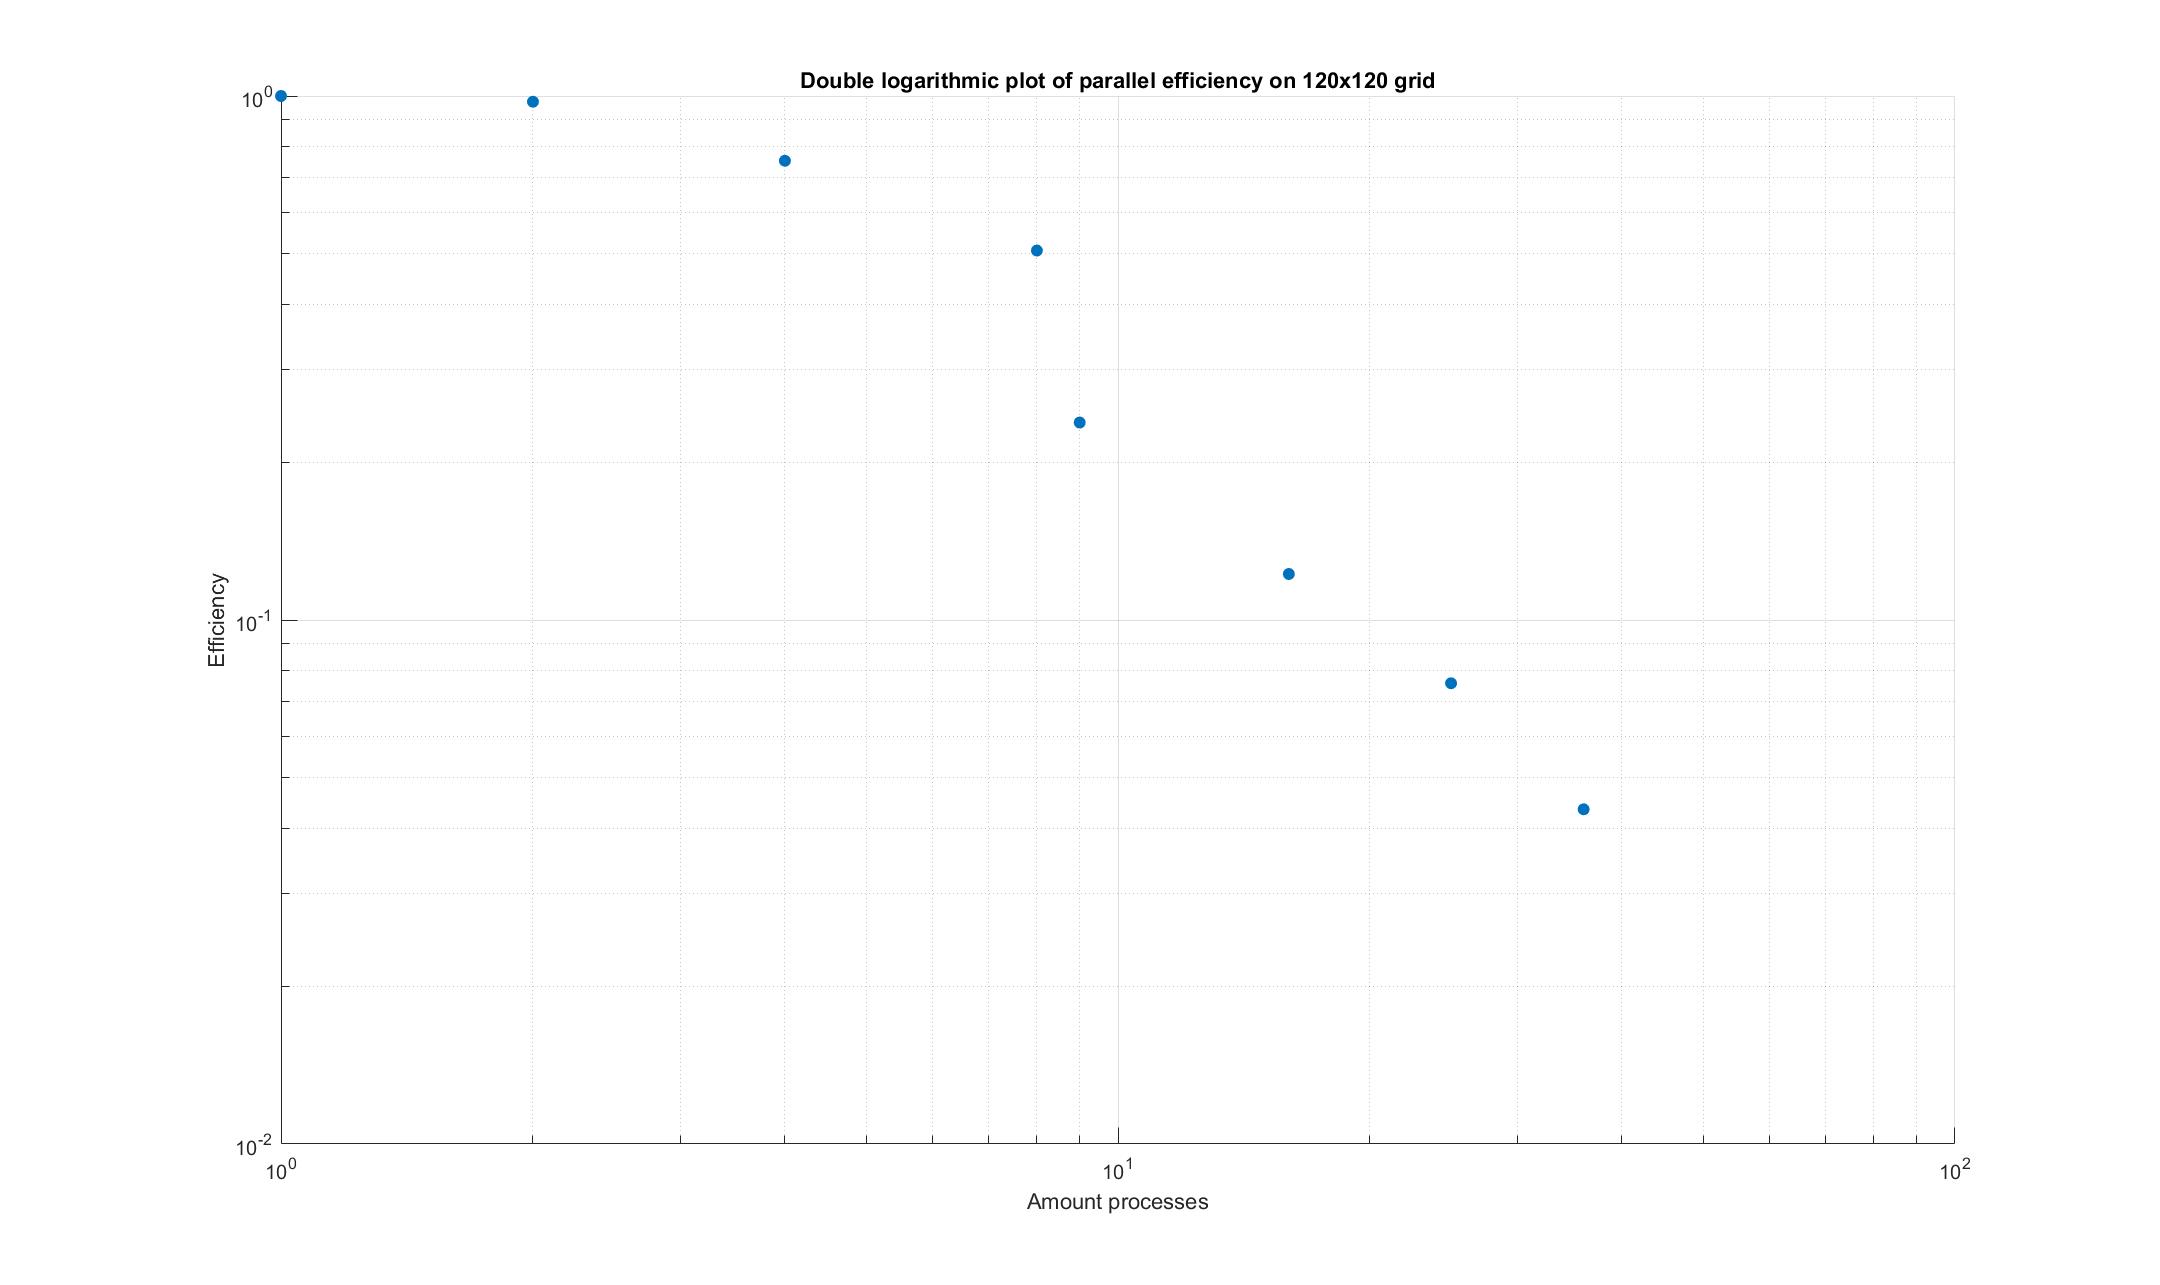 Double logarithmic plot of parallel efficiency on 120x120 grid
10^0
Efficiency
10^-1
10^-2
10^0 10^1 10^2
Amount processes